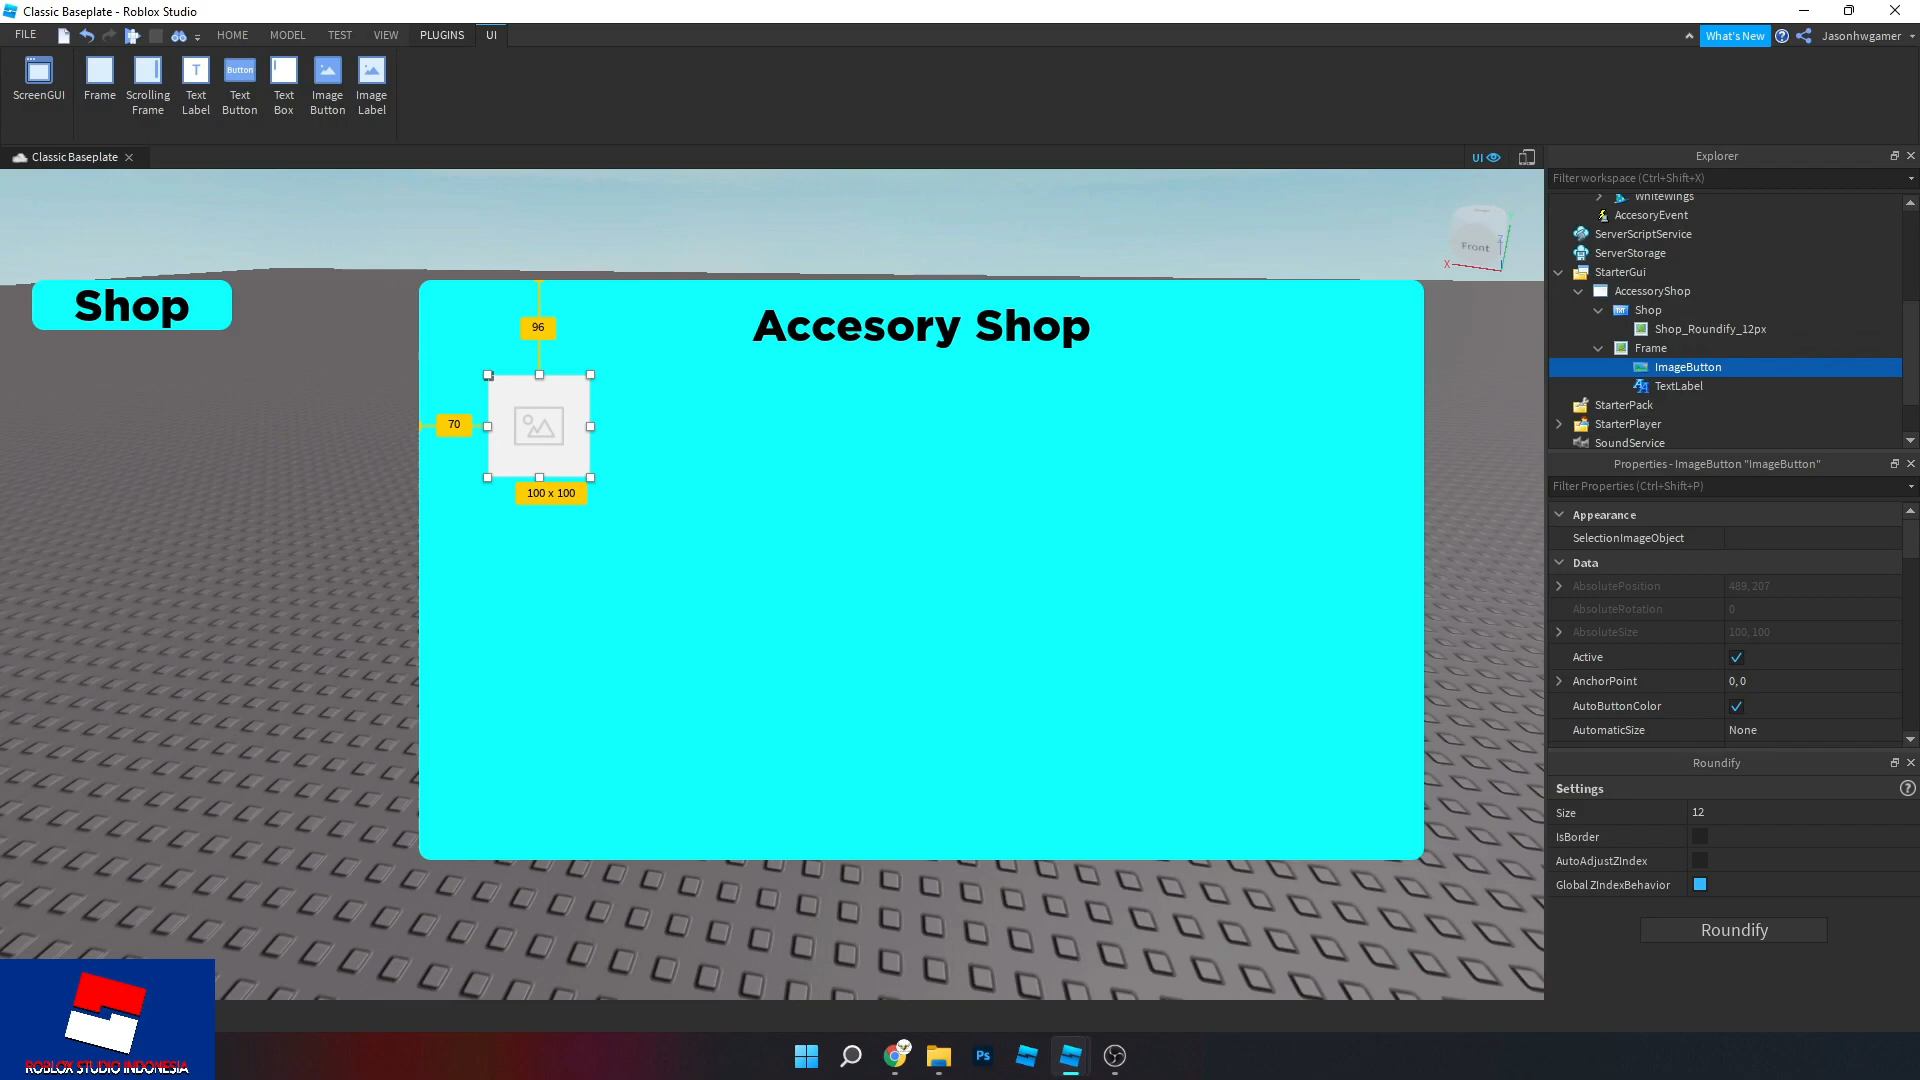 Classic Baseplate - Roblox Studio
FILE
HOME
MODEL
TEST
VIEW
PLUGINS
UI
What's New
Jasonhwgamer
ScreenGUI
Frame
Scrolling
Frame
T
Text
Label
Button
Text
Button
Text
Box
Image
Button
Image
Label
Classic Baseplate
UI
Explorer
Filter workspace (Ctrl+Shift+X)
WhiteWings
AccesoryEvent
ServerScriptService
ServerStorage
StarterGui
AccessoryShop
Shop
Shop_Roundify_12px
Frame
ImageButton
TextLabel
StarterPack
StarterPlayer
SoundService
Front
X
Z
Shop
Accesory Shop
96
70
100 x 100
Properties - ImageButton "ImageButton"
Filter Properties (Ctrl+Shift+P)
Appearance
SelectionImageObject
Data
AbsolutePosition 489, 207
AbsoluteRotation 0
AbsoluteSize 100, 100
Active
AnchorPoint 0, 0
AutoButtonColor
AutomaticSize None
Roundify
Settings
Size 12
IsBorder
AutoAdjustZIndex
Global ZIndexBehavior
Roundify
ROBLOX STUDIO INDONESIA
Ps